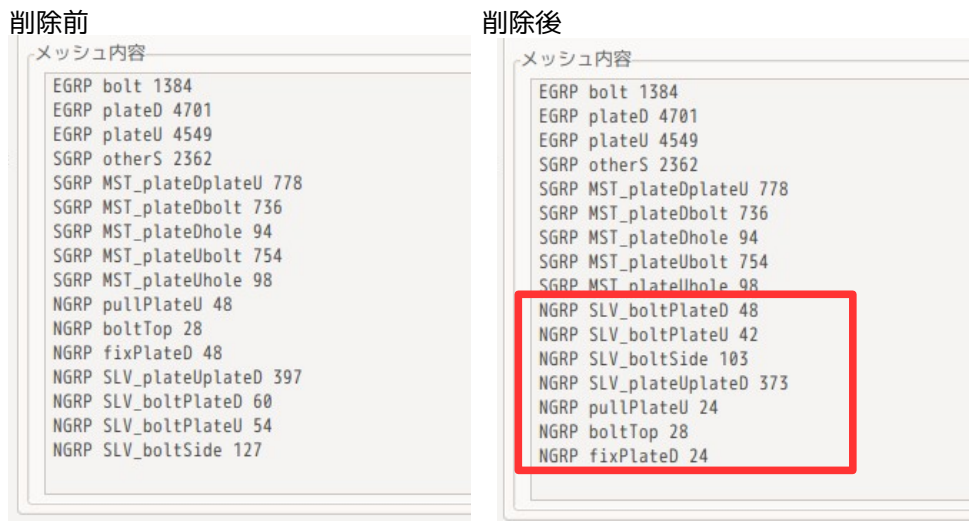 削除前
メッシュ内容
EGRP bolt 1384
EGRP plateD 4701
EGRP plateU 4549
SGRP otherS 2362
SGRP MST_plateDplateU 778
SGRP MST_plateDbolt 736
SGRP MST_plateDhole 94
SGRP MST_plateUbolt 754
SGRP MST_plateUhole 98
NGRP pullPlateU 48
NGRP boltTop 28
NGRP fixPlateD 48
NGRP SLV_plateUplateD 397
NGRP SLV_boltPlateD 60
NGRP SLV_boltPlateU 54
NGRP SLV_boltSide 127
削除後
メッシュ内容
EGRP bolt 1384
EGRP plateD 4701
EGRP plateU 4549
SGRP otherS 2362
SGRP MST_plateDplateU 778
SGRP MST_plateDbolt 736
SGRP MST_plateDhole 94
SGRP MST_plateUbolt 754
SGRP MST_plateUhole 98
NGRP SLV_boltPlateD 48
NGRP SLV_boltPlateU 42
NGRP SLV_boltSide 103
NGRP SLV_plateUplateD 373
NGRP pullPlateU 24
NGRP boltTop 28
NGRP fixPlateD 24